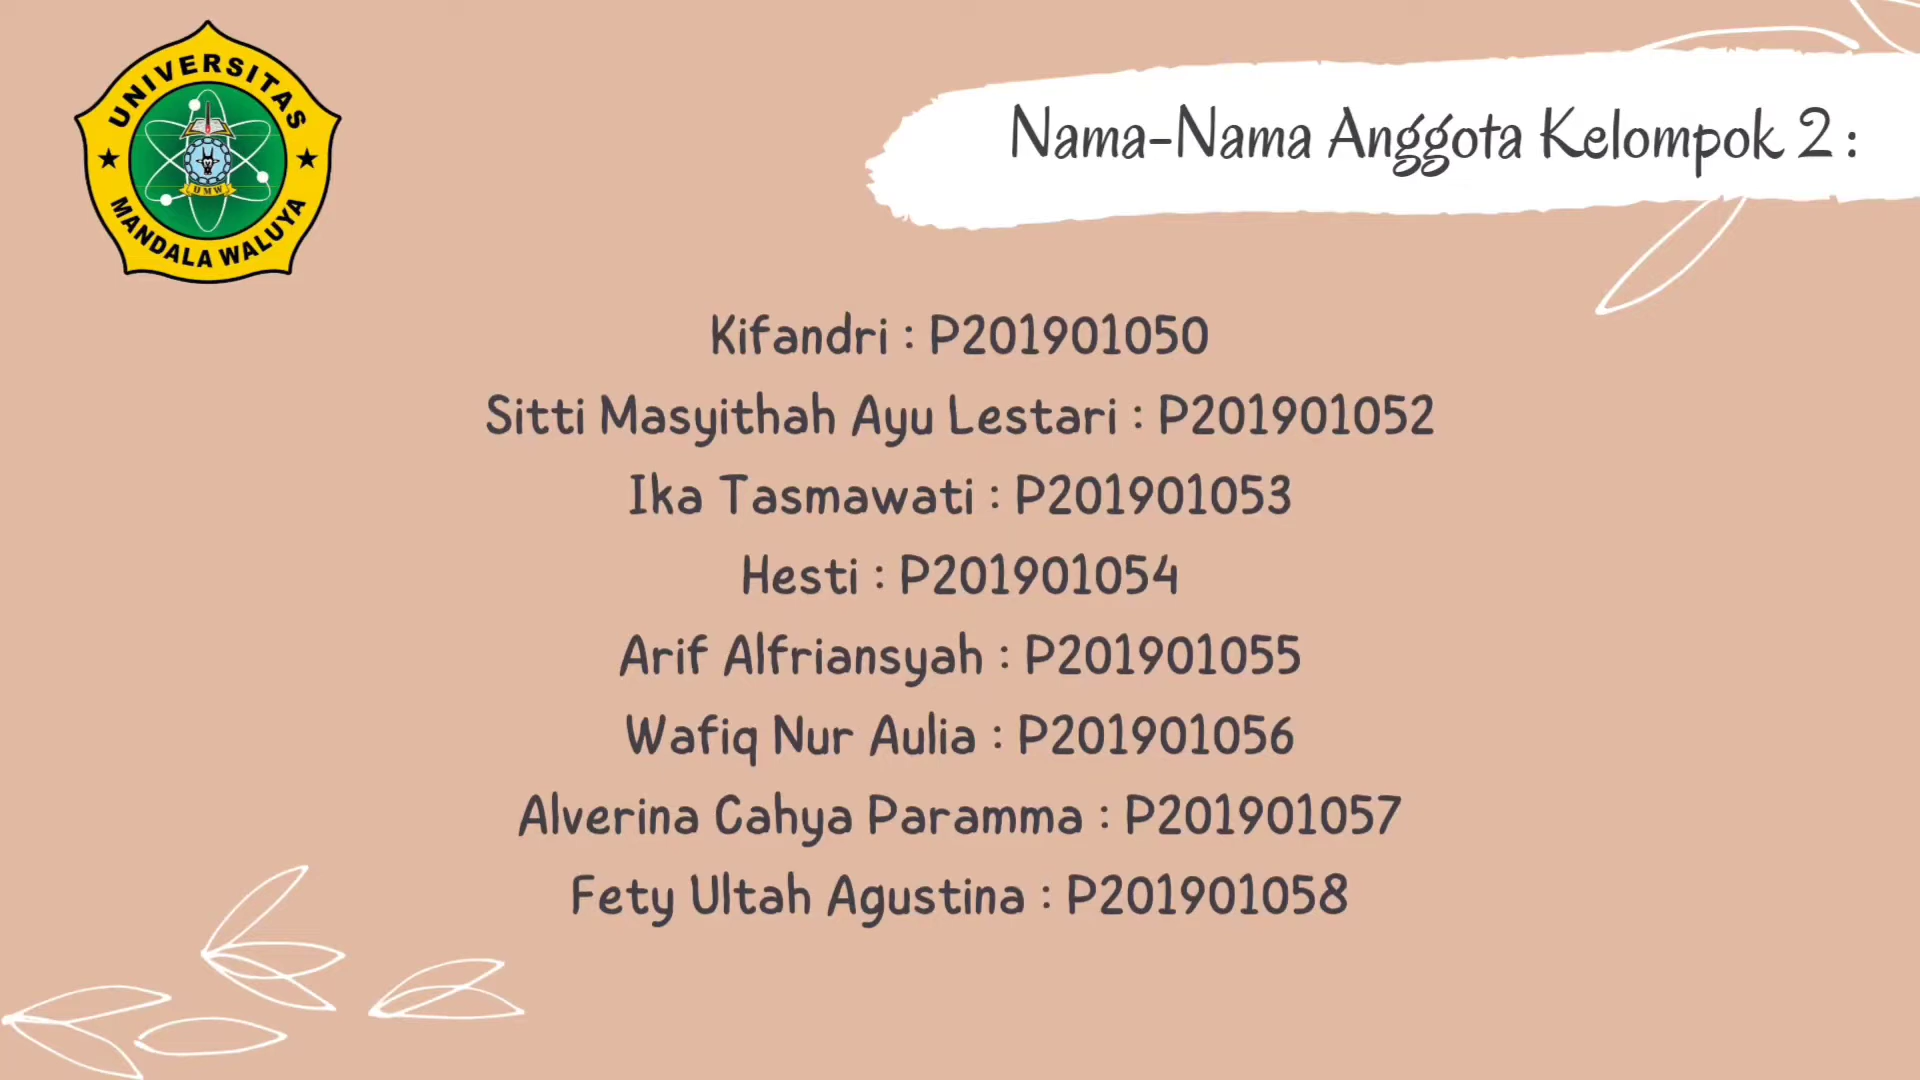 UNIVERSITAS
MANDALA WALUYA
UMW
Nama-Nama Anggota Kelompok 2 :
Kifandri : P201901050
Sitti Masyithah Ayu Lestari : P201901052
Ika Tasmawati : P201901053
Hesti : P201901054
Arif Alfriansyah : P201901055
Wafiq Nur Aulia : P201901056
Alverina Cahya Paramma : P201901057
Fety Ultah Agustina : P201901058